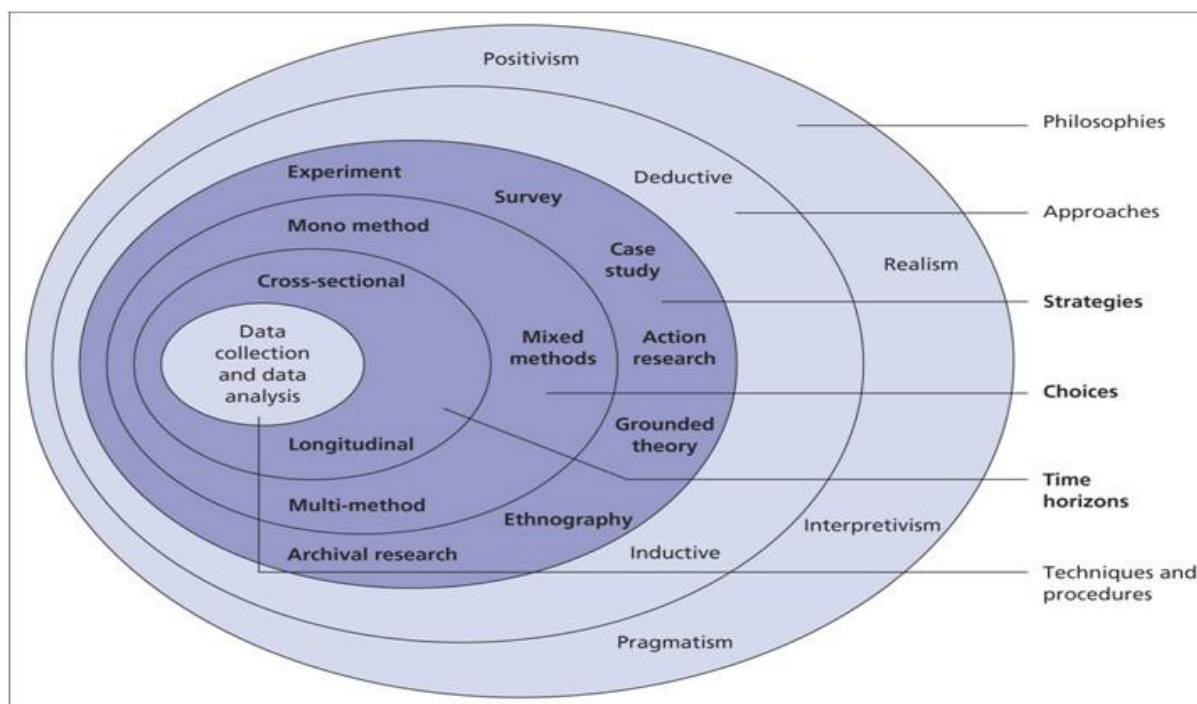 Positivism
Philosophies
Deductive
Experiment
Survey
Approaches
Mono method
Case
study
Realism
Cross-sectional
Strategies
Data
collection
and data
analysis
Mixed
methods
Action
research
Choices
Grounded
theory
Longitudinal
Time
horizons
Multi-method
Ethnography
Interpretivism
Archival research
Inductive
Techniques and
procedures
Pragmatism